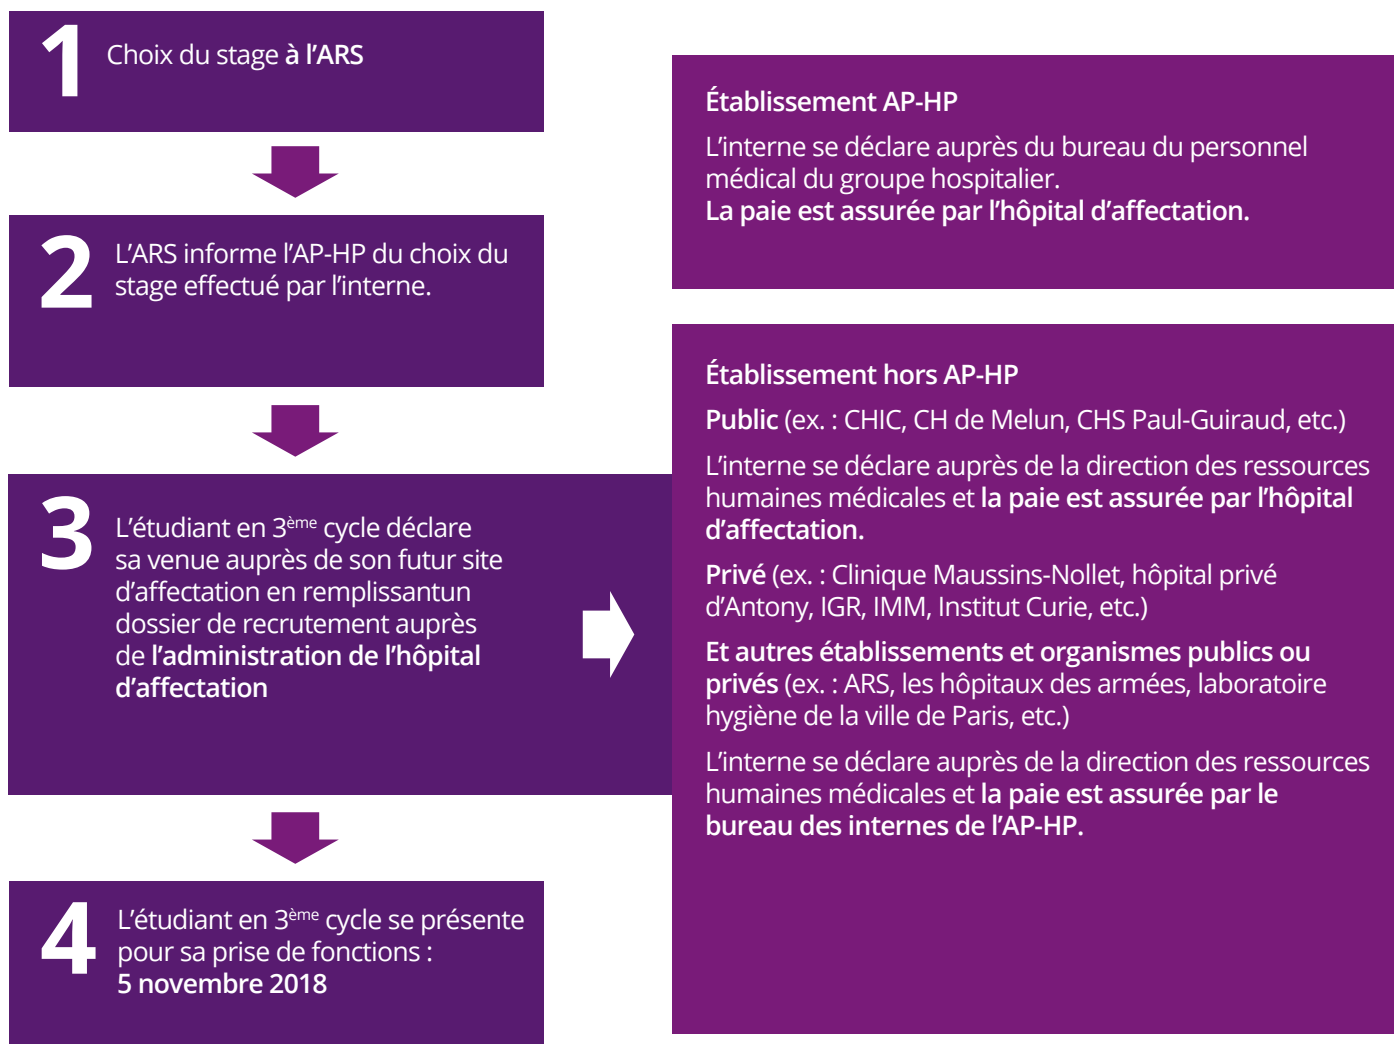 1
Choix du stage à l’ARS
2
L’ARS informe l’AP-HP du choix du
stage effectué par l’interne.
3
L’étudiant en 3ème cycle déclare
sa venue auprès de son futur site
d’affectation en remplissantun
dossier de recrutement auprès
de l’administration de l’hôpital
d’affectation
4
L’étudiant en 3ème cycle se présente
pour sa prise de fonctions :
5 novembre 2018
Établissement AP-HP
L’interne se déclare auprès du bureau du personnel
médical du groupe hospitalier.
La paie est assurée par l’hôpital d’affectation.
Établissement hors AP-HP
Public (ex. : CHIC, CH de Melun, CHS Paul-Guiraud, etc.)
L’interne se déclare auprès de la direction des ressources
humaines médicales et la paie est assurée par l’hôpital
d’affectation.
Privé (ex. : Clinique Maussins-Nollet, hôpital privé
d’Antony, IGR, IMM, Institut Curie, etc.)
Et autres établissements et organismes publics ou
privés (ex. : ARS, les hôpitaux des armées, laboratoire
hygiène de la ville de Paris, etc.)
L’interne se déclare auprès de la direction des ressources
humaines médicales et la paie est assurée par le
bureau des internes de l’AP-HP.